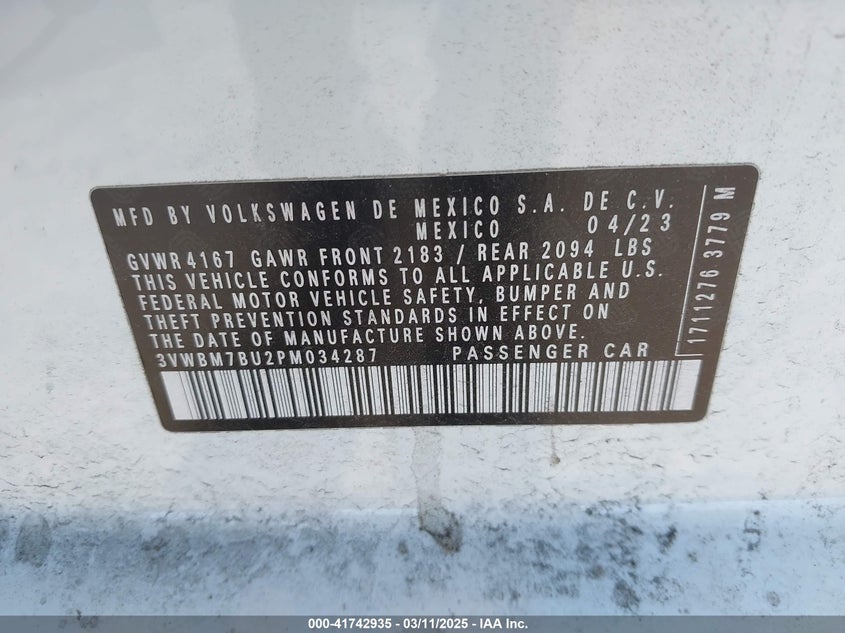 MFD BY VOLKSWAGEN DE MEXICO S.A. DE C.V.
MEXICO 04/23
GVWR 4167 GAWR FRONT 2183 / REAR 2094 LBS
THIS VEHICLE CONFORMS TO ALL APPLICABLE U.S.
FEDERAL MOTOR VEHICLE SAFETY, BUMPER AND
THEFT PREVENTION STANDARDS IN EFFECT ON
THE DATE OF MANUFACTURE SHOWN ABOVE.
3VWBM7BU2PM034287 PASSENGER CAR
1711276 3779 M
000-41742935 - 03/11/2025 - IAA Inc.